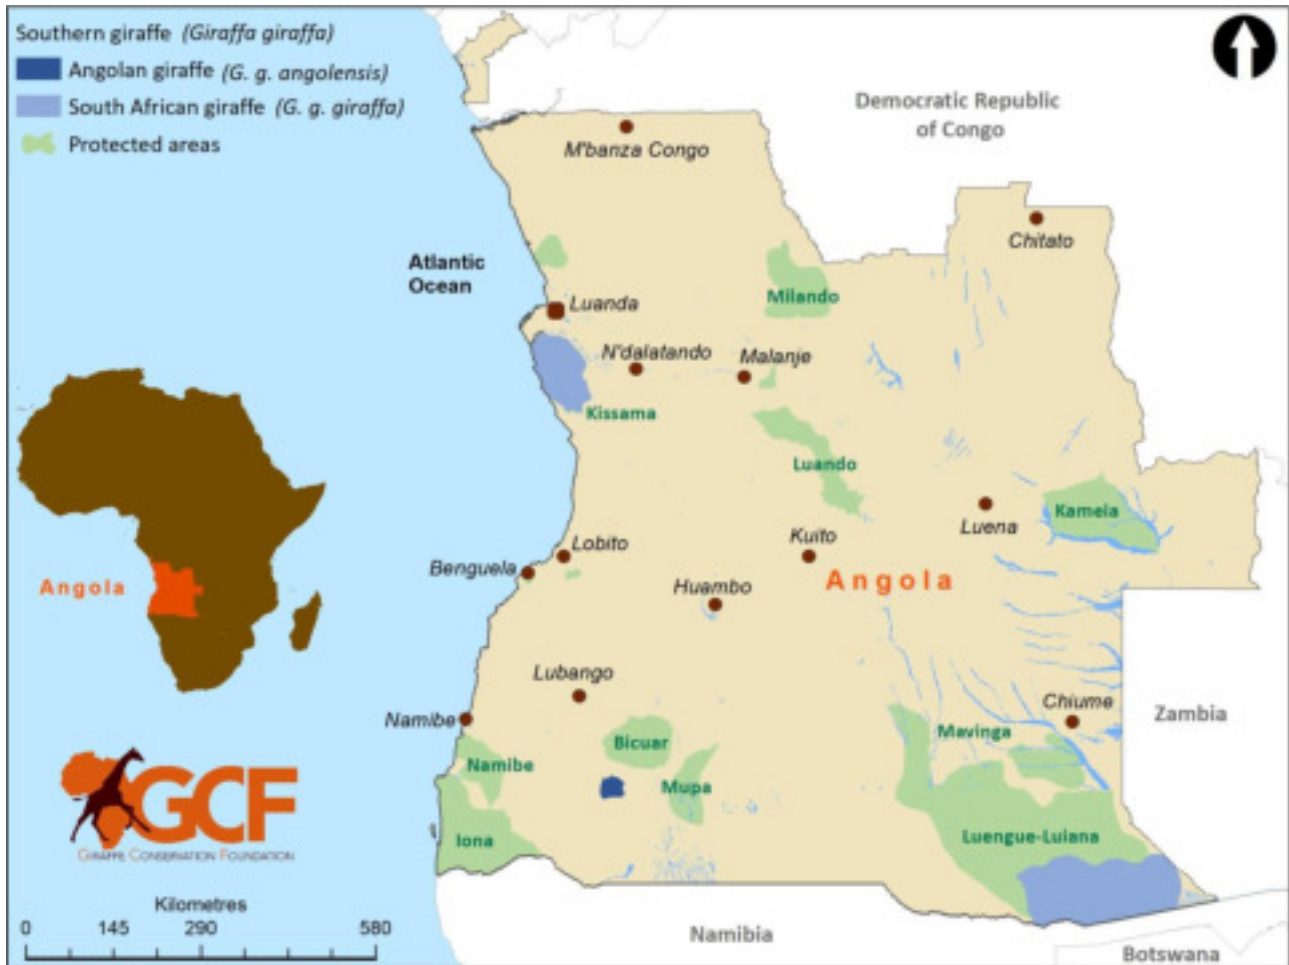 Southern giraffe (Giraffa giraffa)
Angolan giraffe (G. g. angolensis)
South African giraffe (G. g. giraffa)
Protected areas
Democratic Republic
of Congo
M'banza Congo
Chitato
Atlantic
Ocean
Milando
Luanda
N'dalatando
Malanje
Kissama
Luando
Kameia
Luena
Lobito
Kuito
Benguela
Angola
Angola
Huambo
Lubango
Chiume
Namibe
Zambia
Mavinga
Bicuar
Namibe
Mupa
GCF
Iona
Luengue-Luiana
GIRAFFE CONSERVATION FOUNDATION
Kilometres
0 145 290 580
Namibia
Botswana